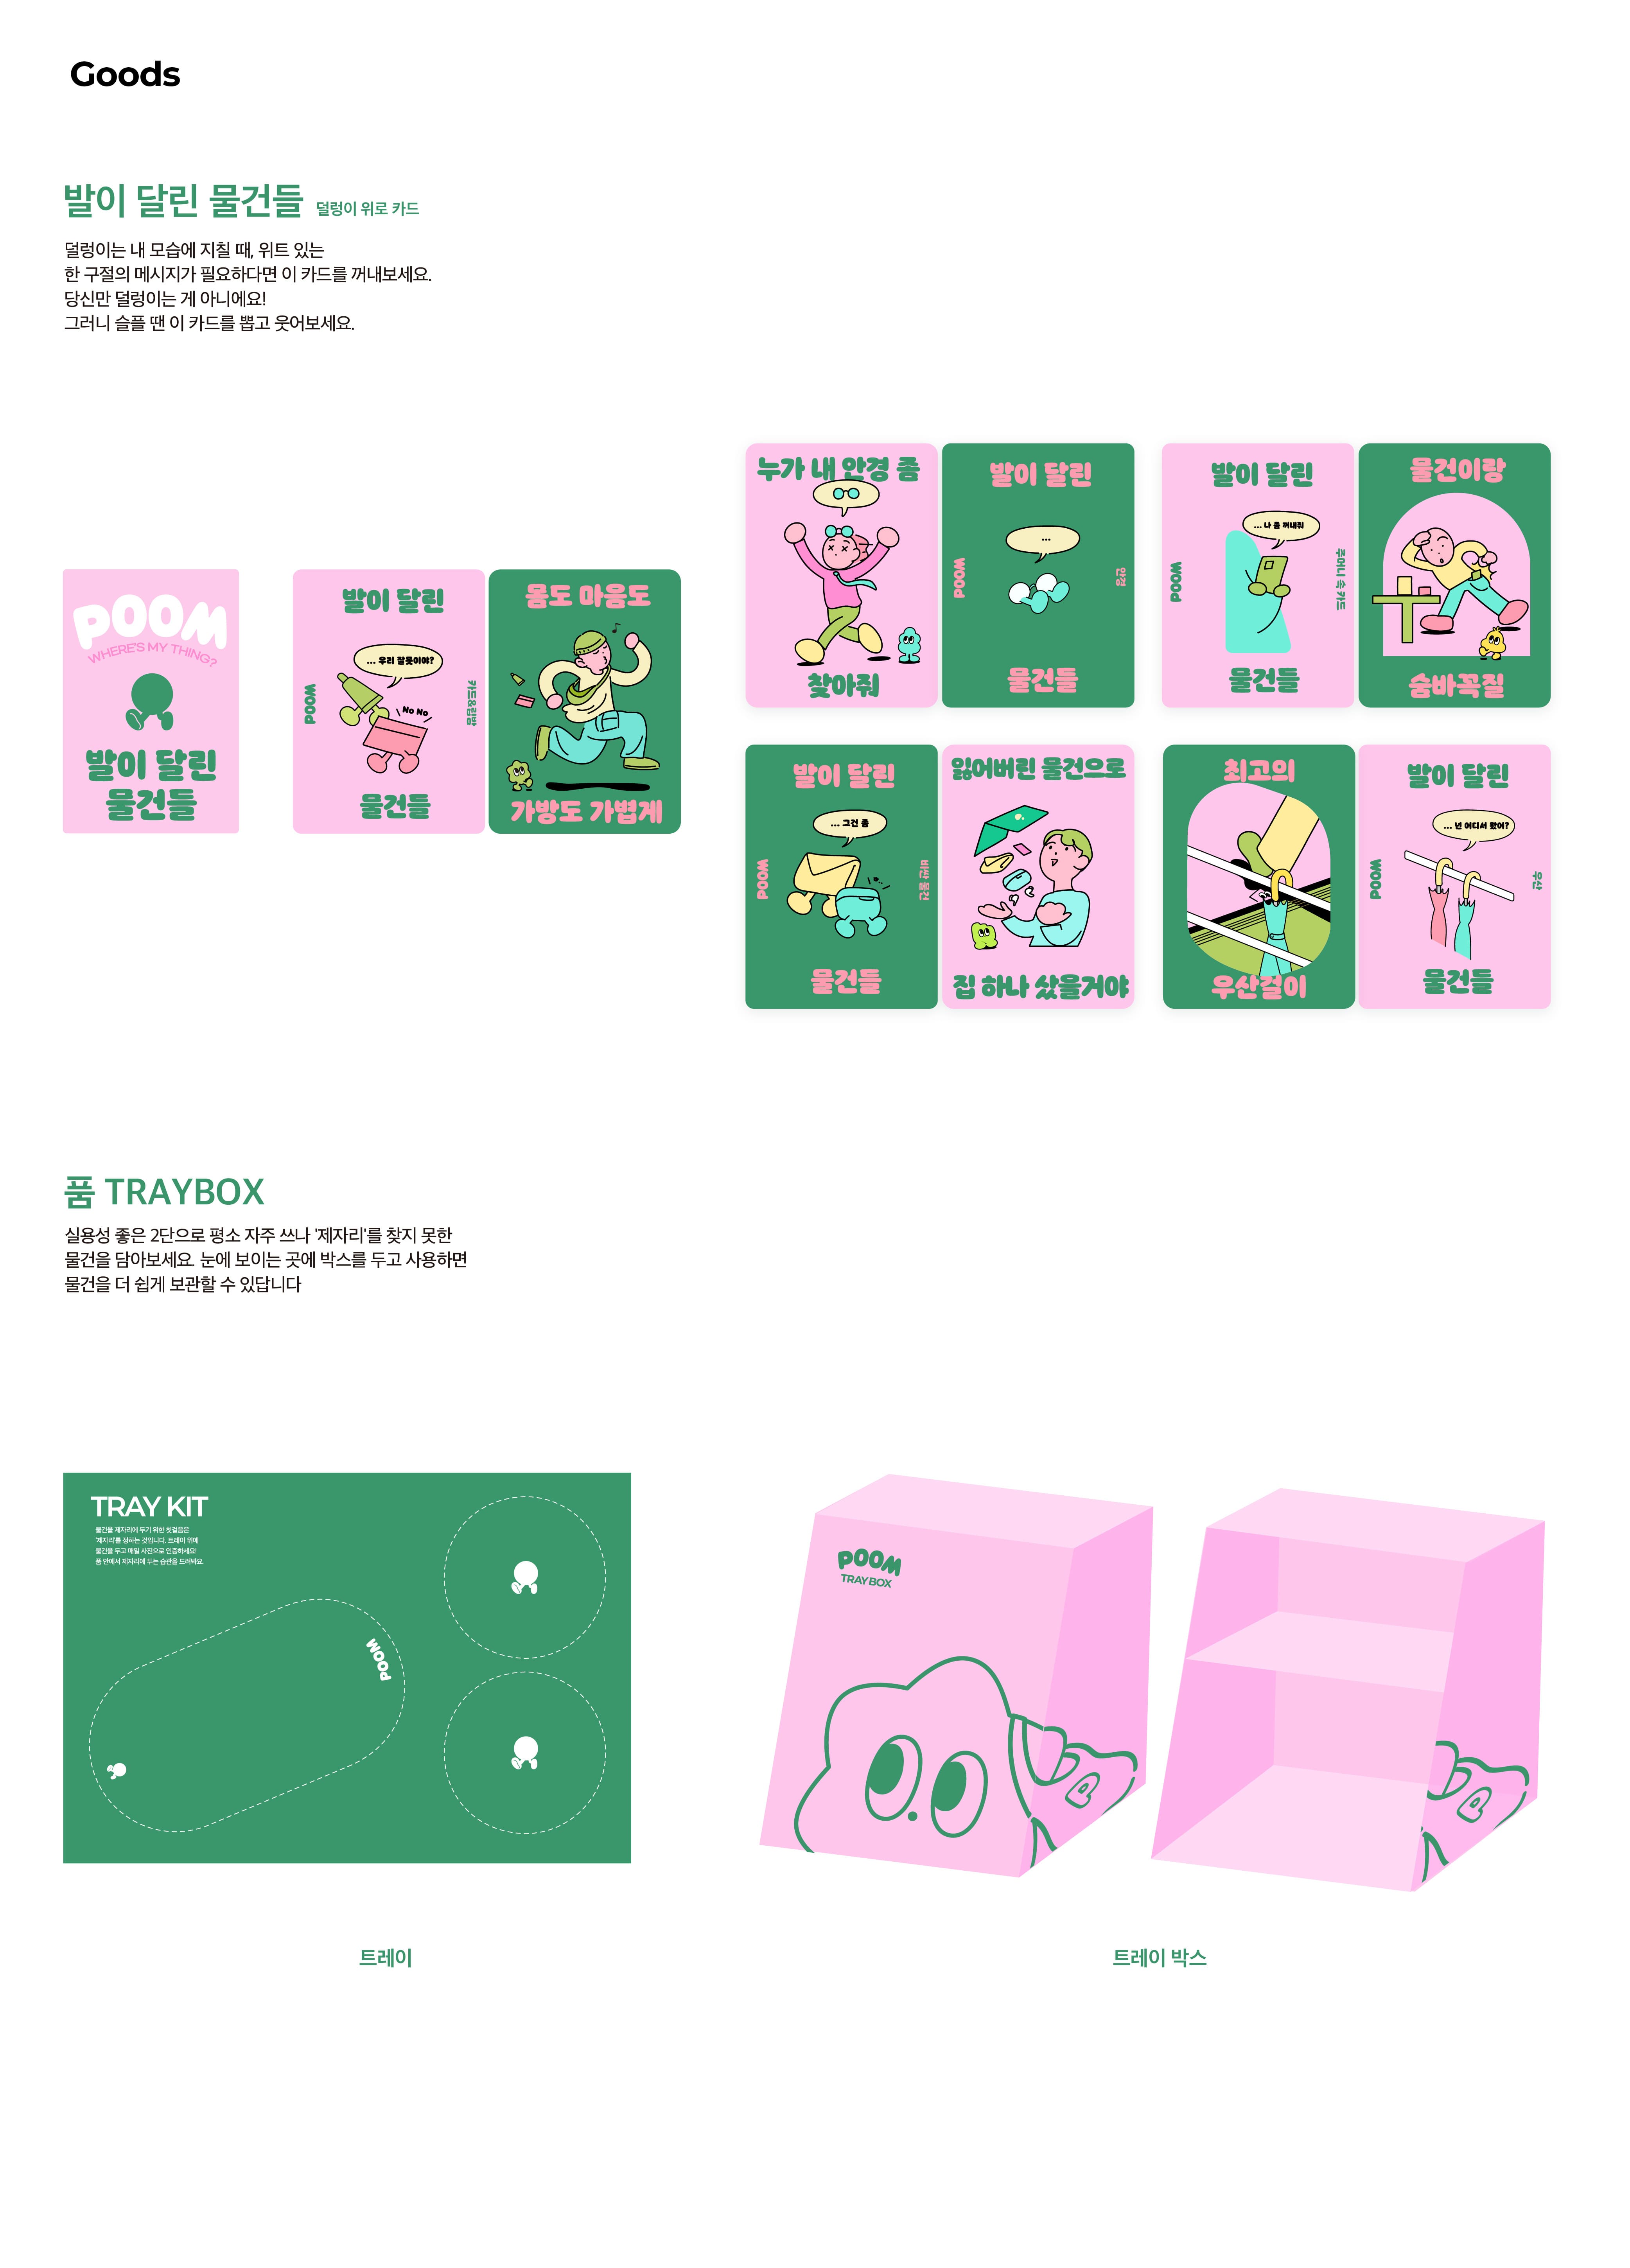 Goods
발이 달린 물건들 덜렁이 위로 카드
덜렁이는 내 모습에 지칠 때, 위트 있는
한 구절의 메시지가 필요하다면 이 카드를 꺼내보세요.
당신만 덜렁이는 게 아니에요!
그러니 슬플 땐 이 카드를 뽑고 웃어보세요.
POOM
WHERE'S MY THING?
발이 달린
물건들
발이 달린
... 우리 잘못이야?
No No
POOM
카드&립밤
물건들
몸도 마음도
가방도 가볍게
누가 내 안경 좀
찾아줘
발이 달린
...
POOM
안경
물건들
발이 달린
... 나 좀 꺼내줘
POOM
주머니 속 카드
물건들
물건이랑
숨바꼭질
발이 달린
... 그건 좀
POOM
비싼 물건
물건들
잃어버린 물건으로
집 하나 샀을거야
최고의
우산걸이
발이 달린
... 넌 어디서 왔어?
POOM
우산
물건들
품 TRAYBOX
실용성 좋은 2단으로 평소 자주 쓰나 '제자리'를 찾지 못한
물건을 담아보세요. 눈에 보이는 곳에 박스를 두고 사용하면
물건을 더 쉽게 보관할 수 있답니다
TRAY KIT
물건을 제자리에 두기 위한 첫걸음은
'제자리'를 정하는 것입니다. 트레이 위에
물건을 두고 매일 사진으로 인증하세요!
품 안에서 제자리에 두는 습관을 드려봐요.
POOM
POOM
TRAY BOX
트레이
트레이 박스